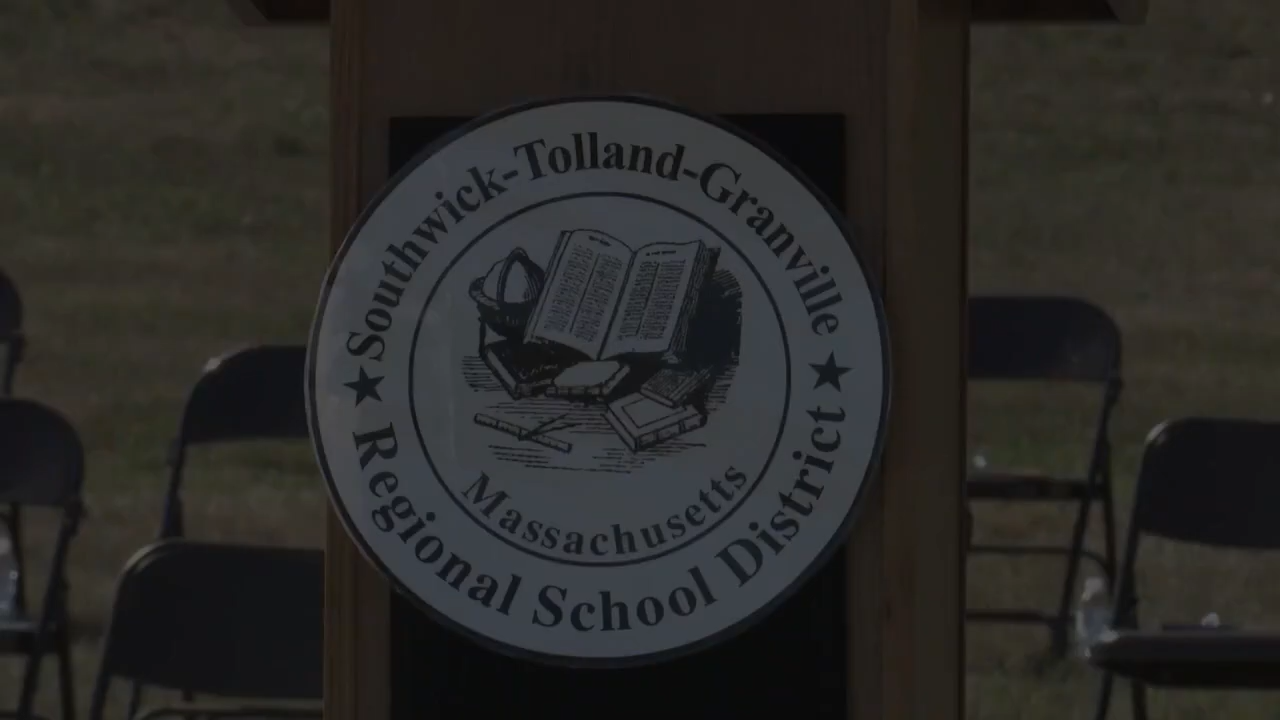 Southwick-Tolland-Granville
Massachusetts
Regional School District